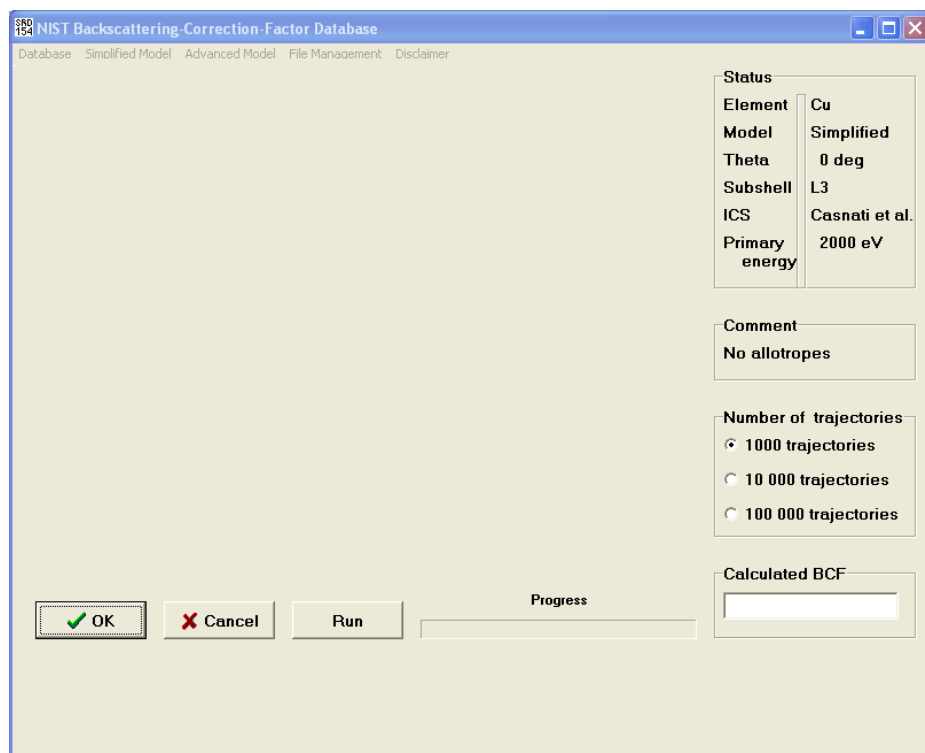 SRD
154
NIST Backscattering-Correction-Factor Database
Database Simplified Model Advanced Model File Management Disclaimer
Status
Element Cu
Model Simplified
Theta 0 deg
Subshell L3
ICS Casnati et al.
Primary 2000 eV
energy
Comment
No allotropes
Number of trajectories
1000 trajectories
10 000 trajectories
100 000 trajectories
Calculated BCF
Progress
OK Cancel Run